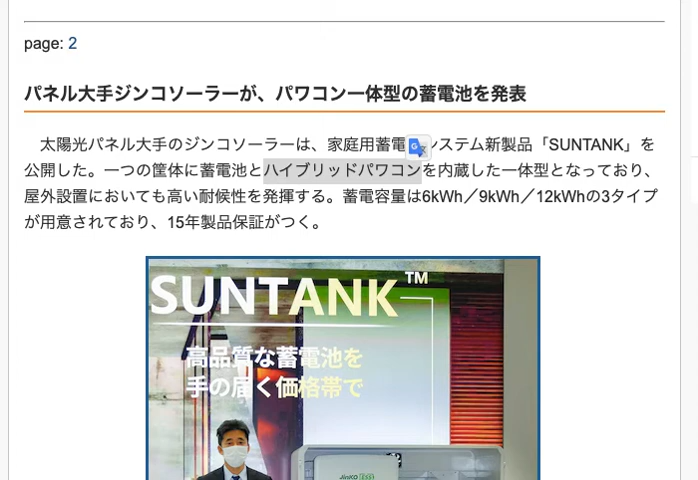 page: 2
パネル大手ジンコソーラーが、パワコン一体型の蓄電池を発表
太陽光パネル大手のジンコソーラーは、家庭用蓄電ステム新製品「SUNTANK」を
公開した。一つの筐体に蓄電池とハイブリッドパワコンを内蔵した一体型となっており、
屋外設置においても高い耐候性を発揮する。蓄電容量は6kWh／9kWh／12kWhの3タイプ
が用意されており、15年製品保証がつく。
SUNTANK™
高品質な蓄電池を
手の届く価格帯で
JinKO ESS